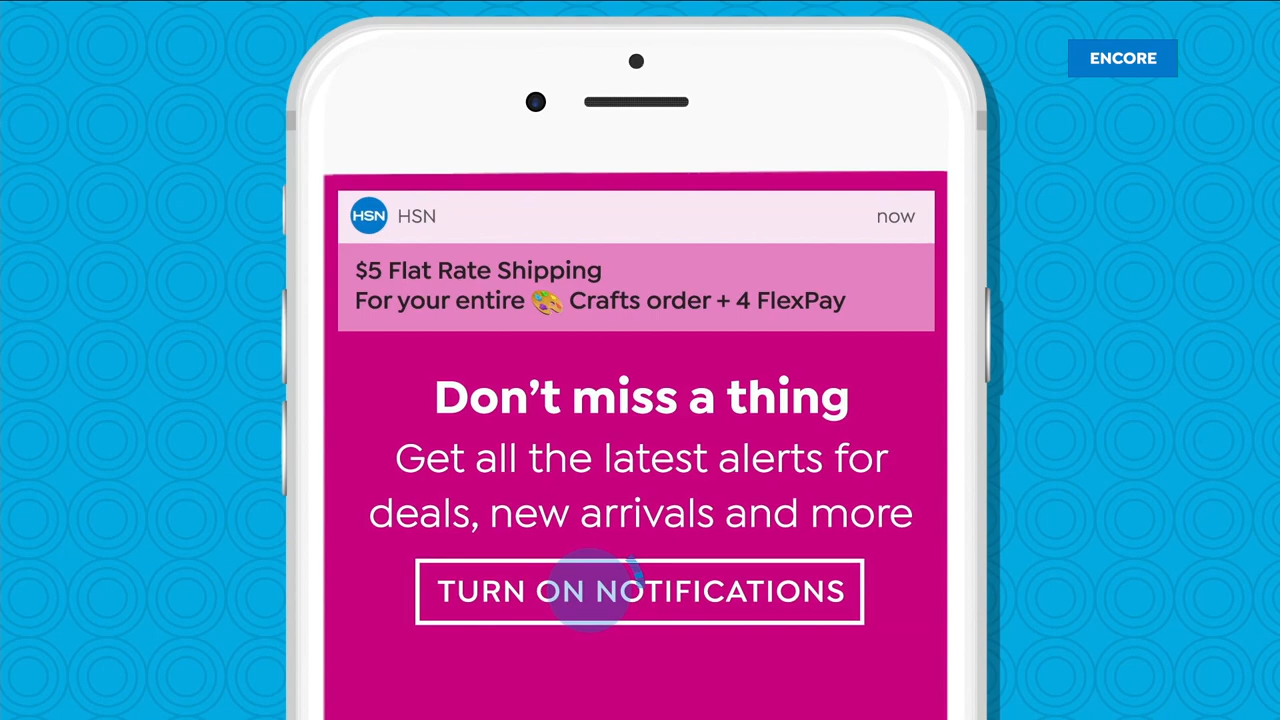 ENCORE
HSN HSN now
$5 Flat Rate Shipping
For your entire 🎨 Crafts order + 4 FlexPay
Don't miss a thing
Get all the latest alerts for
deals, new arrivals and more
TURN ON NOTIFICATIONS